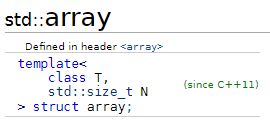 std::array
Defined in header <array>
template<
    class T,
    std::size_t N
(since C++11)
> struct array;